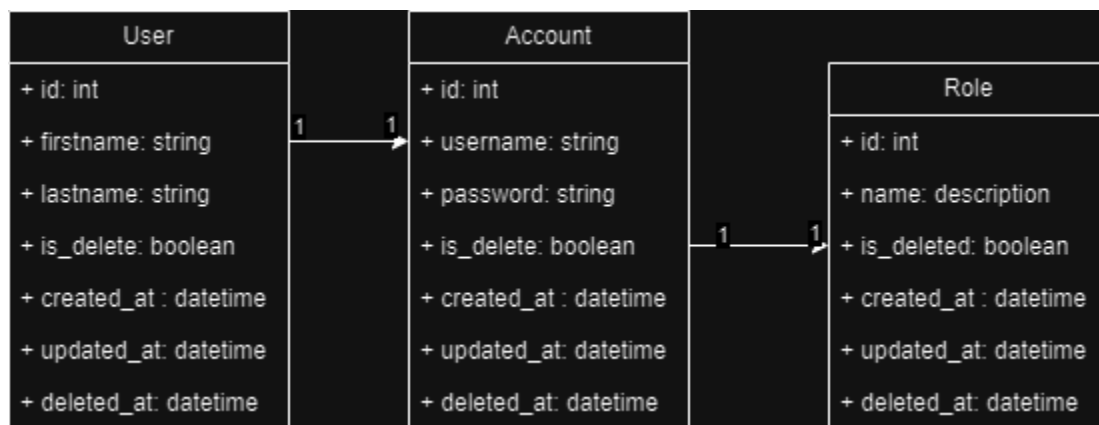 User
+ id: int
+ firstname: string
+ lastname: string
+ is_delete: boolean
+ created_at : datetime
+ updated_at: datetime
+ deleted_at: datetime
1
1
Account
+ id: int
+ username: string
+ password: string
+ is_delete: boolean
+ created_at : datetime
+ updated_at: datetime
+ deleted_at: datetime
1
1
Role
+ id: int
+ name: description
+ is_deleted: boolean
+ created_at : datetime
+ updated_at: datetime
+ deleted_at: datetime